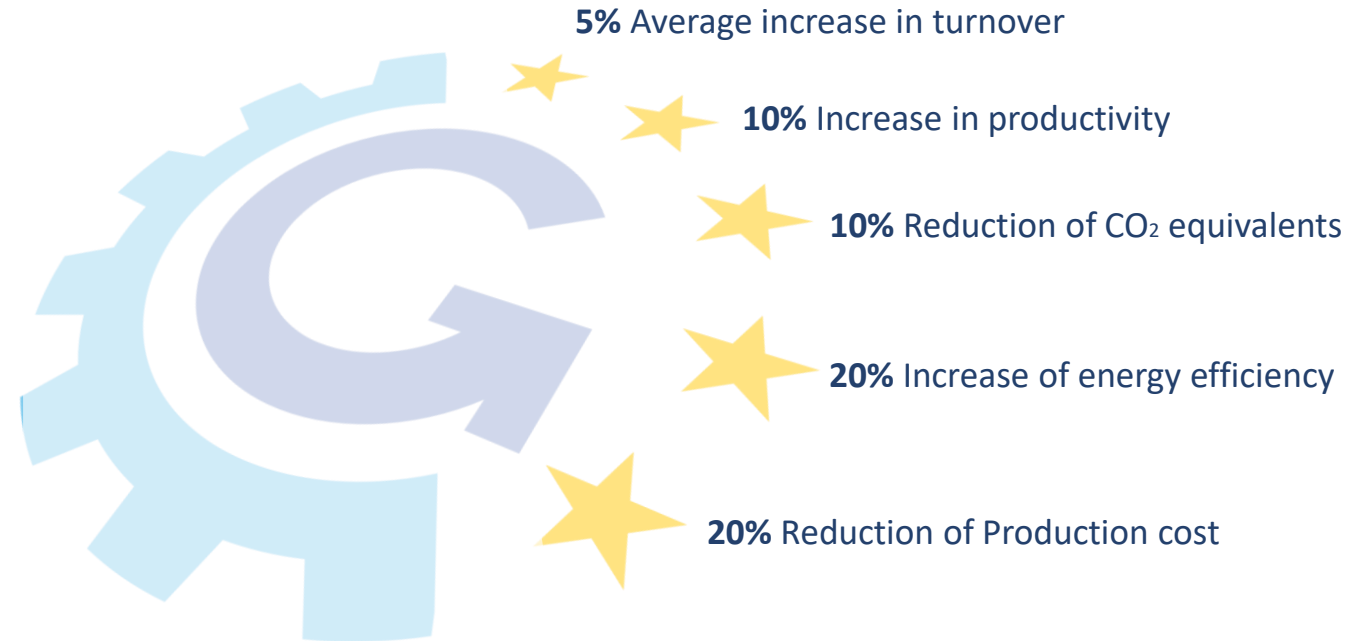 5% Average increase in turnover
10% Increase in productivity
10% Reduction of CO₂ equivalents
20% Increase of energy efficiency
20% Reduction of Production cost